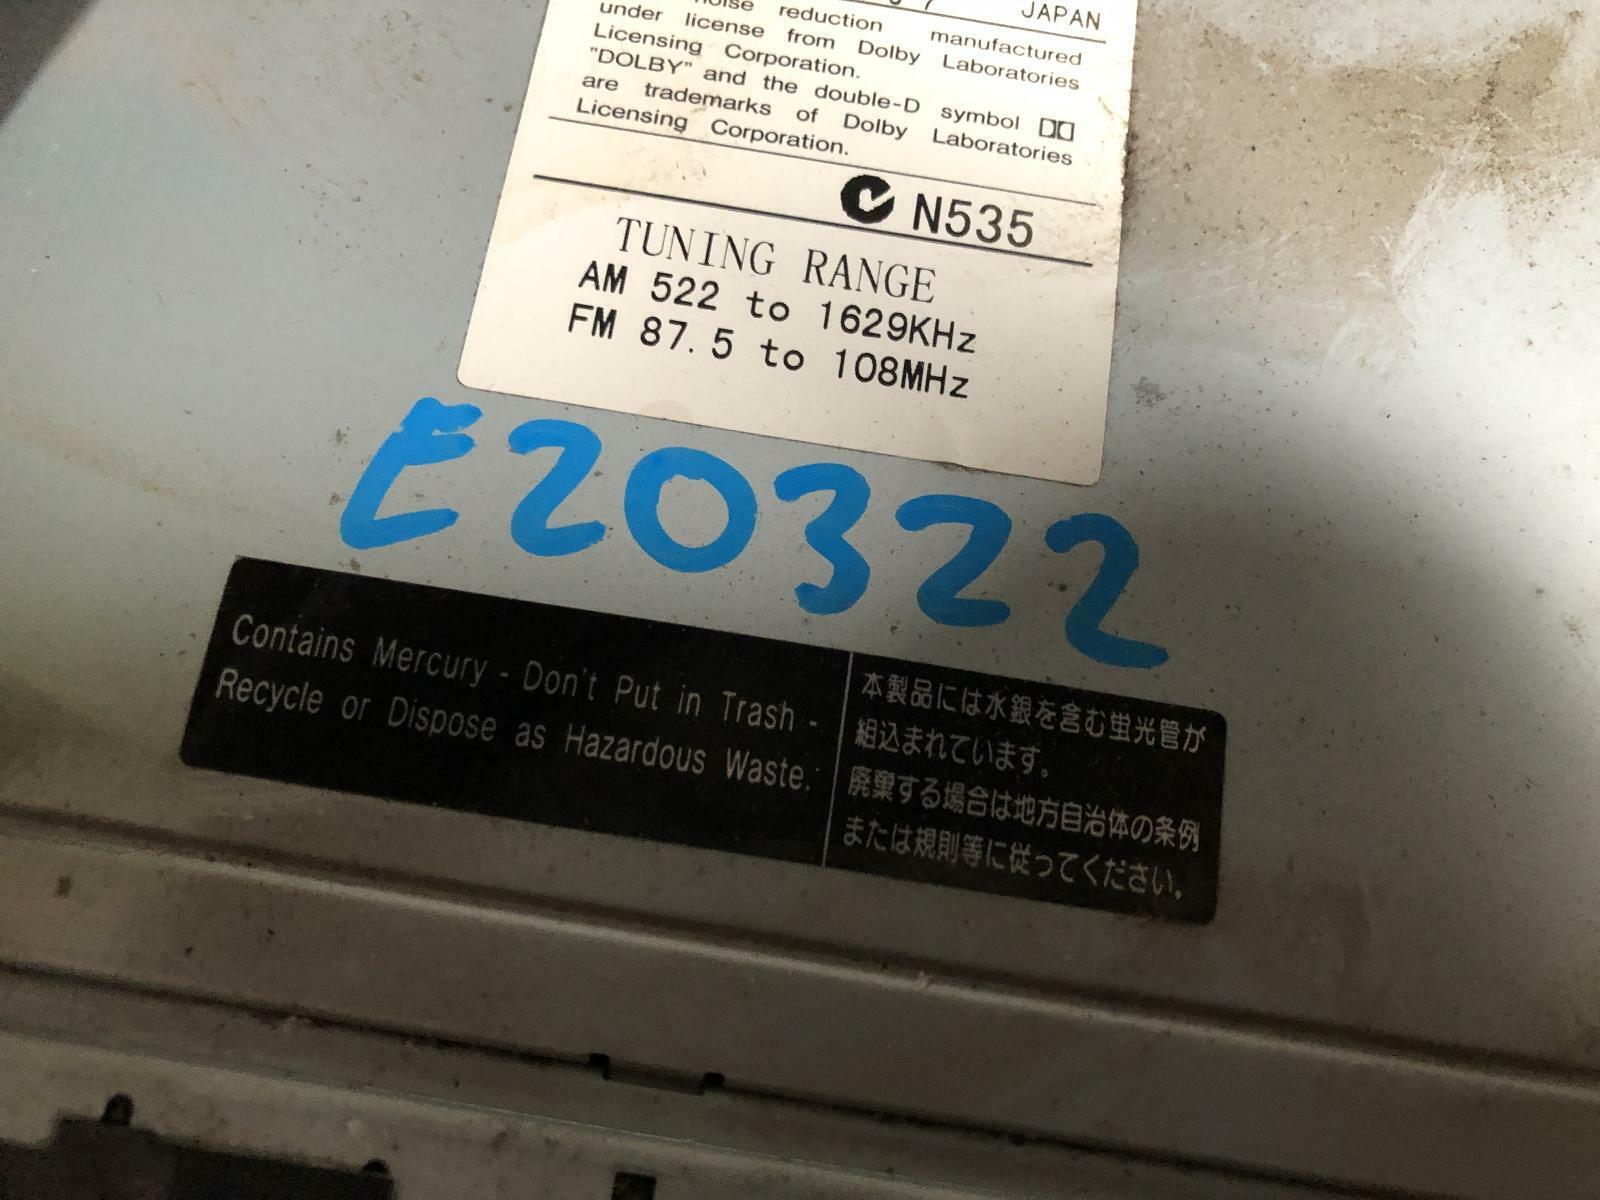 JAPAN
noise reduction manufactured
under license from Dolby Laboratories
Licensing Corporation.
"DOLBY" and the double-D symbol
are trademarks of Dolby Laboratories
Licensing Corporation.
N535
TUNING RANGE
AM 522 to 1629KHz
FM 87.5 to 108MHz
E20322
Contains Mercury - Don't Put in Trash -
Recycle or Dispose as Hazardous Waste.
本製品には水銀を含む蛍光管が
組込まれています。
廃棄する場合は地方自治体の条例
または規則等に従ってください。